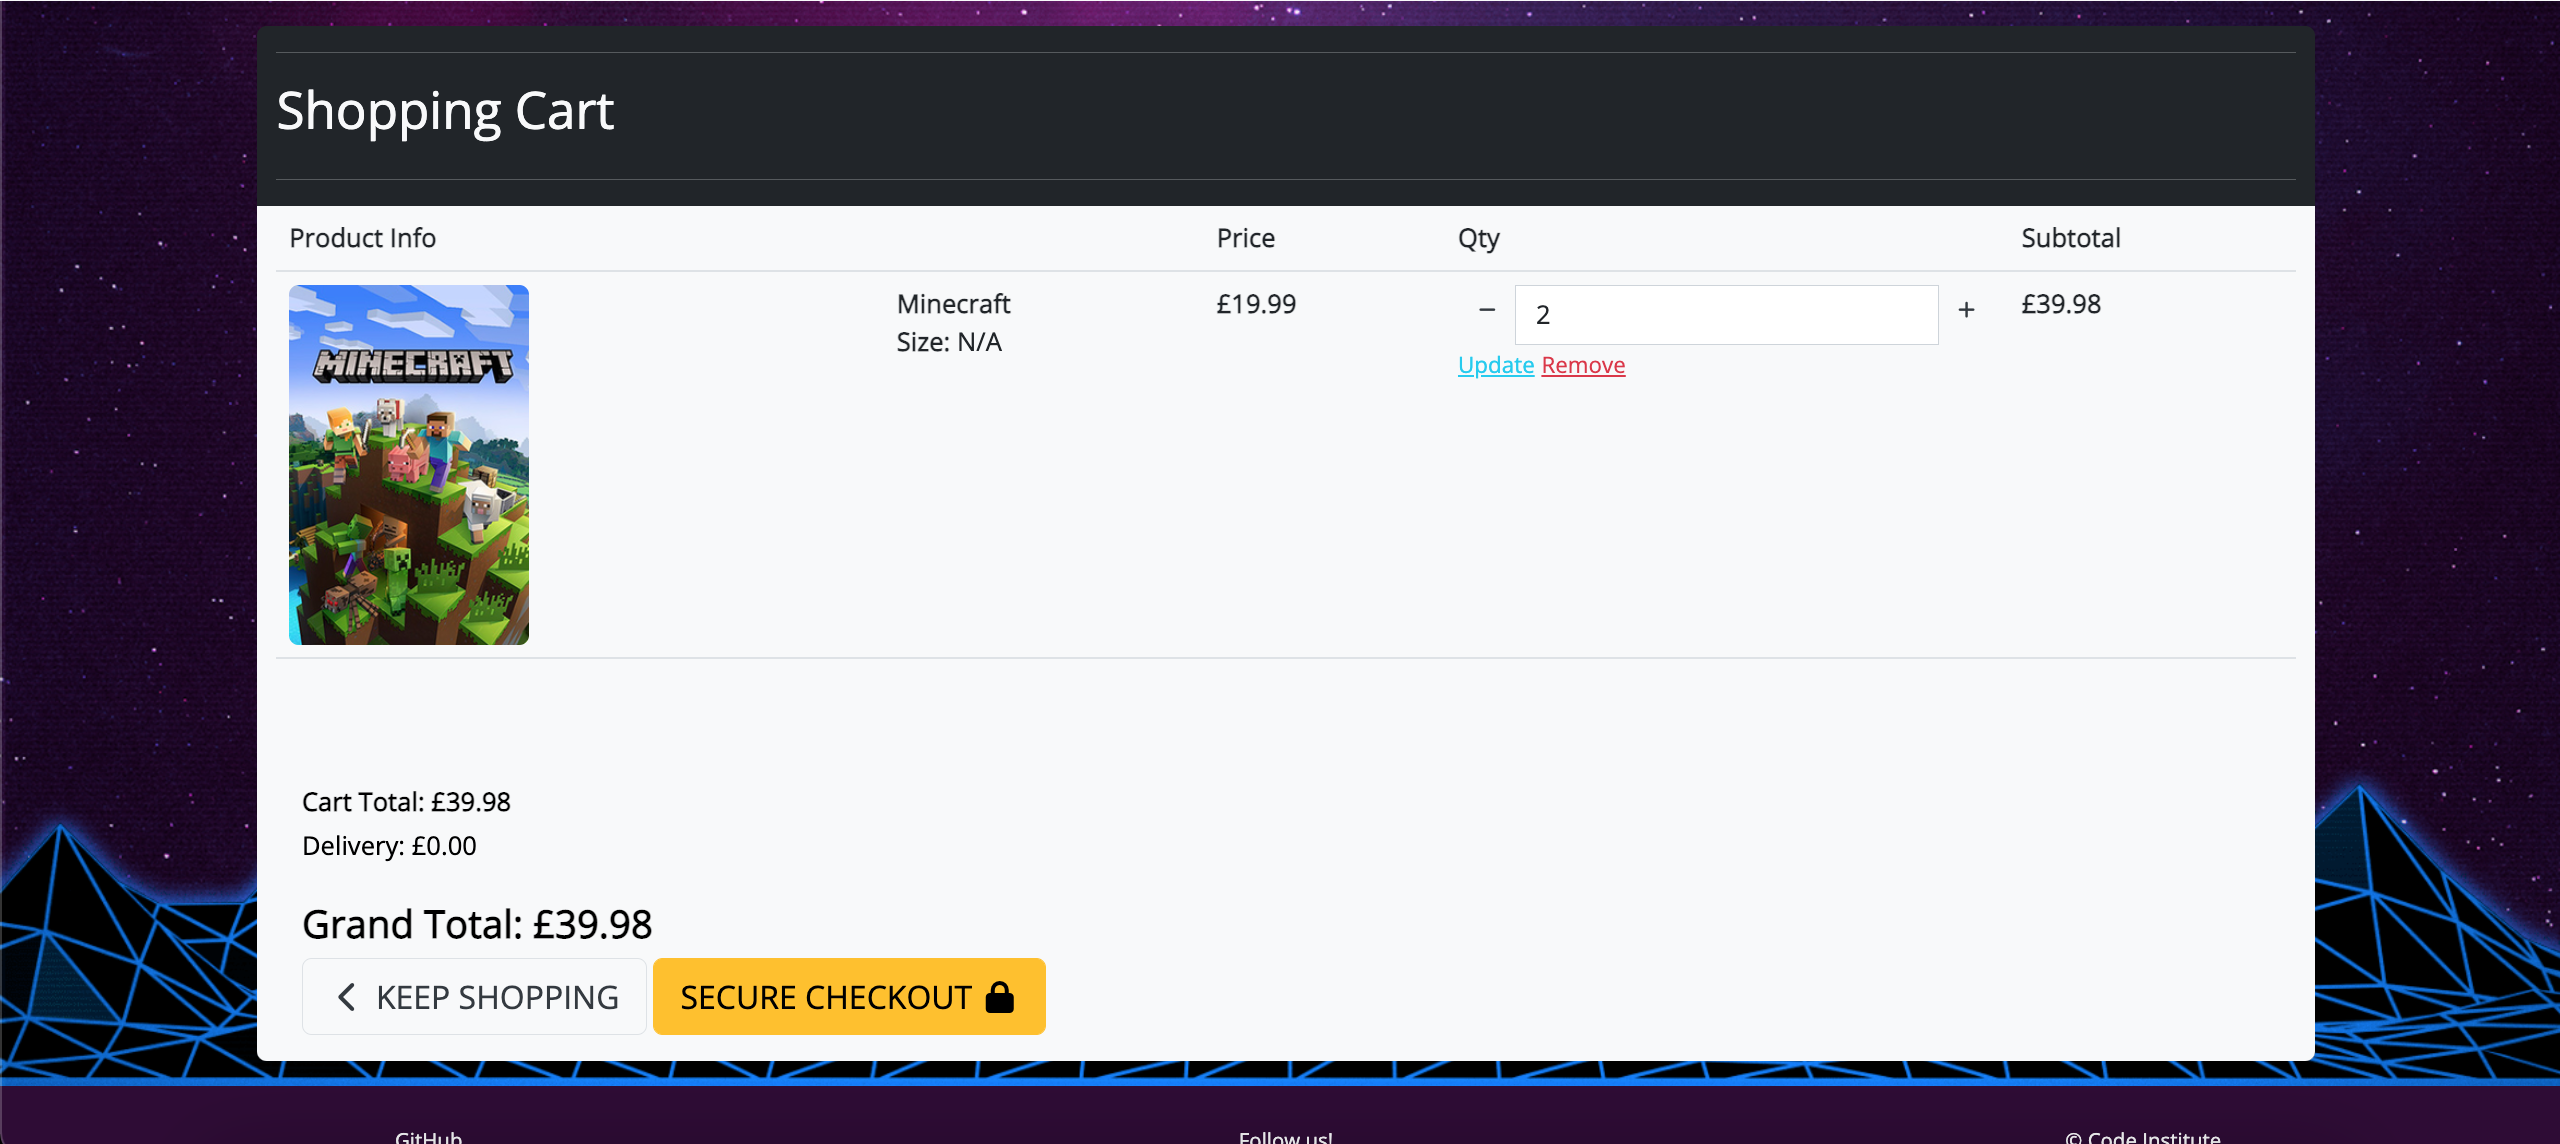 Shopping Cart
Product Info Price Qty Subtotal
MINECRAFT
Minecraft £19.99 − 2 + £39.98
Size: N/A
Update Remove
Cart Total: £39.98
Delivery: £0.00
Grand Total: £39.98
KEEP SHOPPING SECURE CHECKOUT
GitHub Follow us! © Code Institute